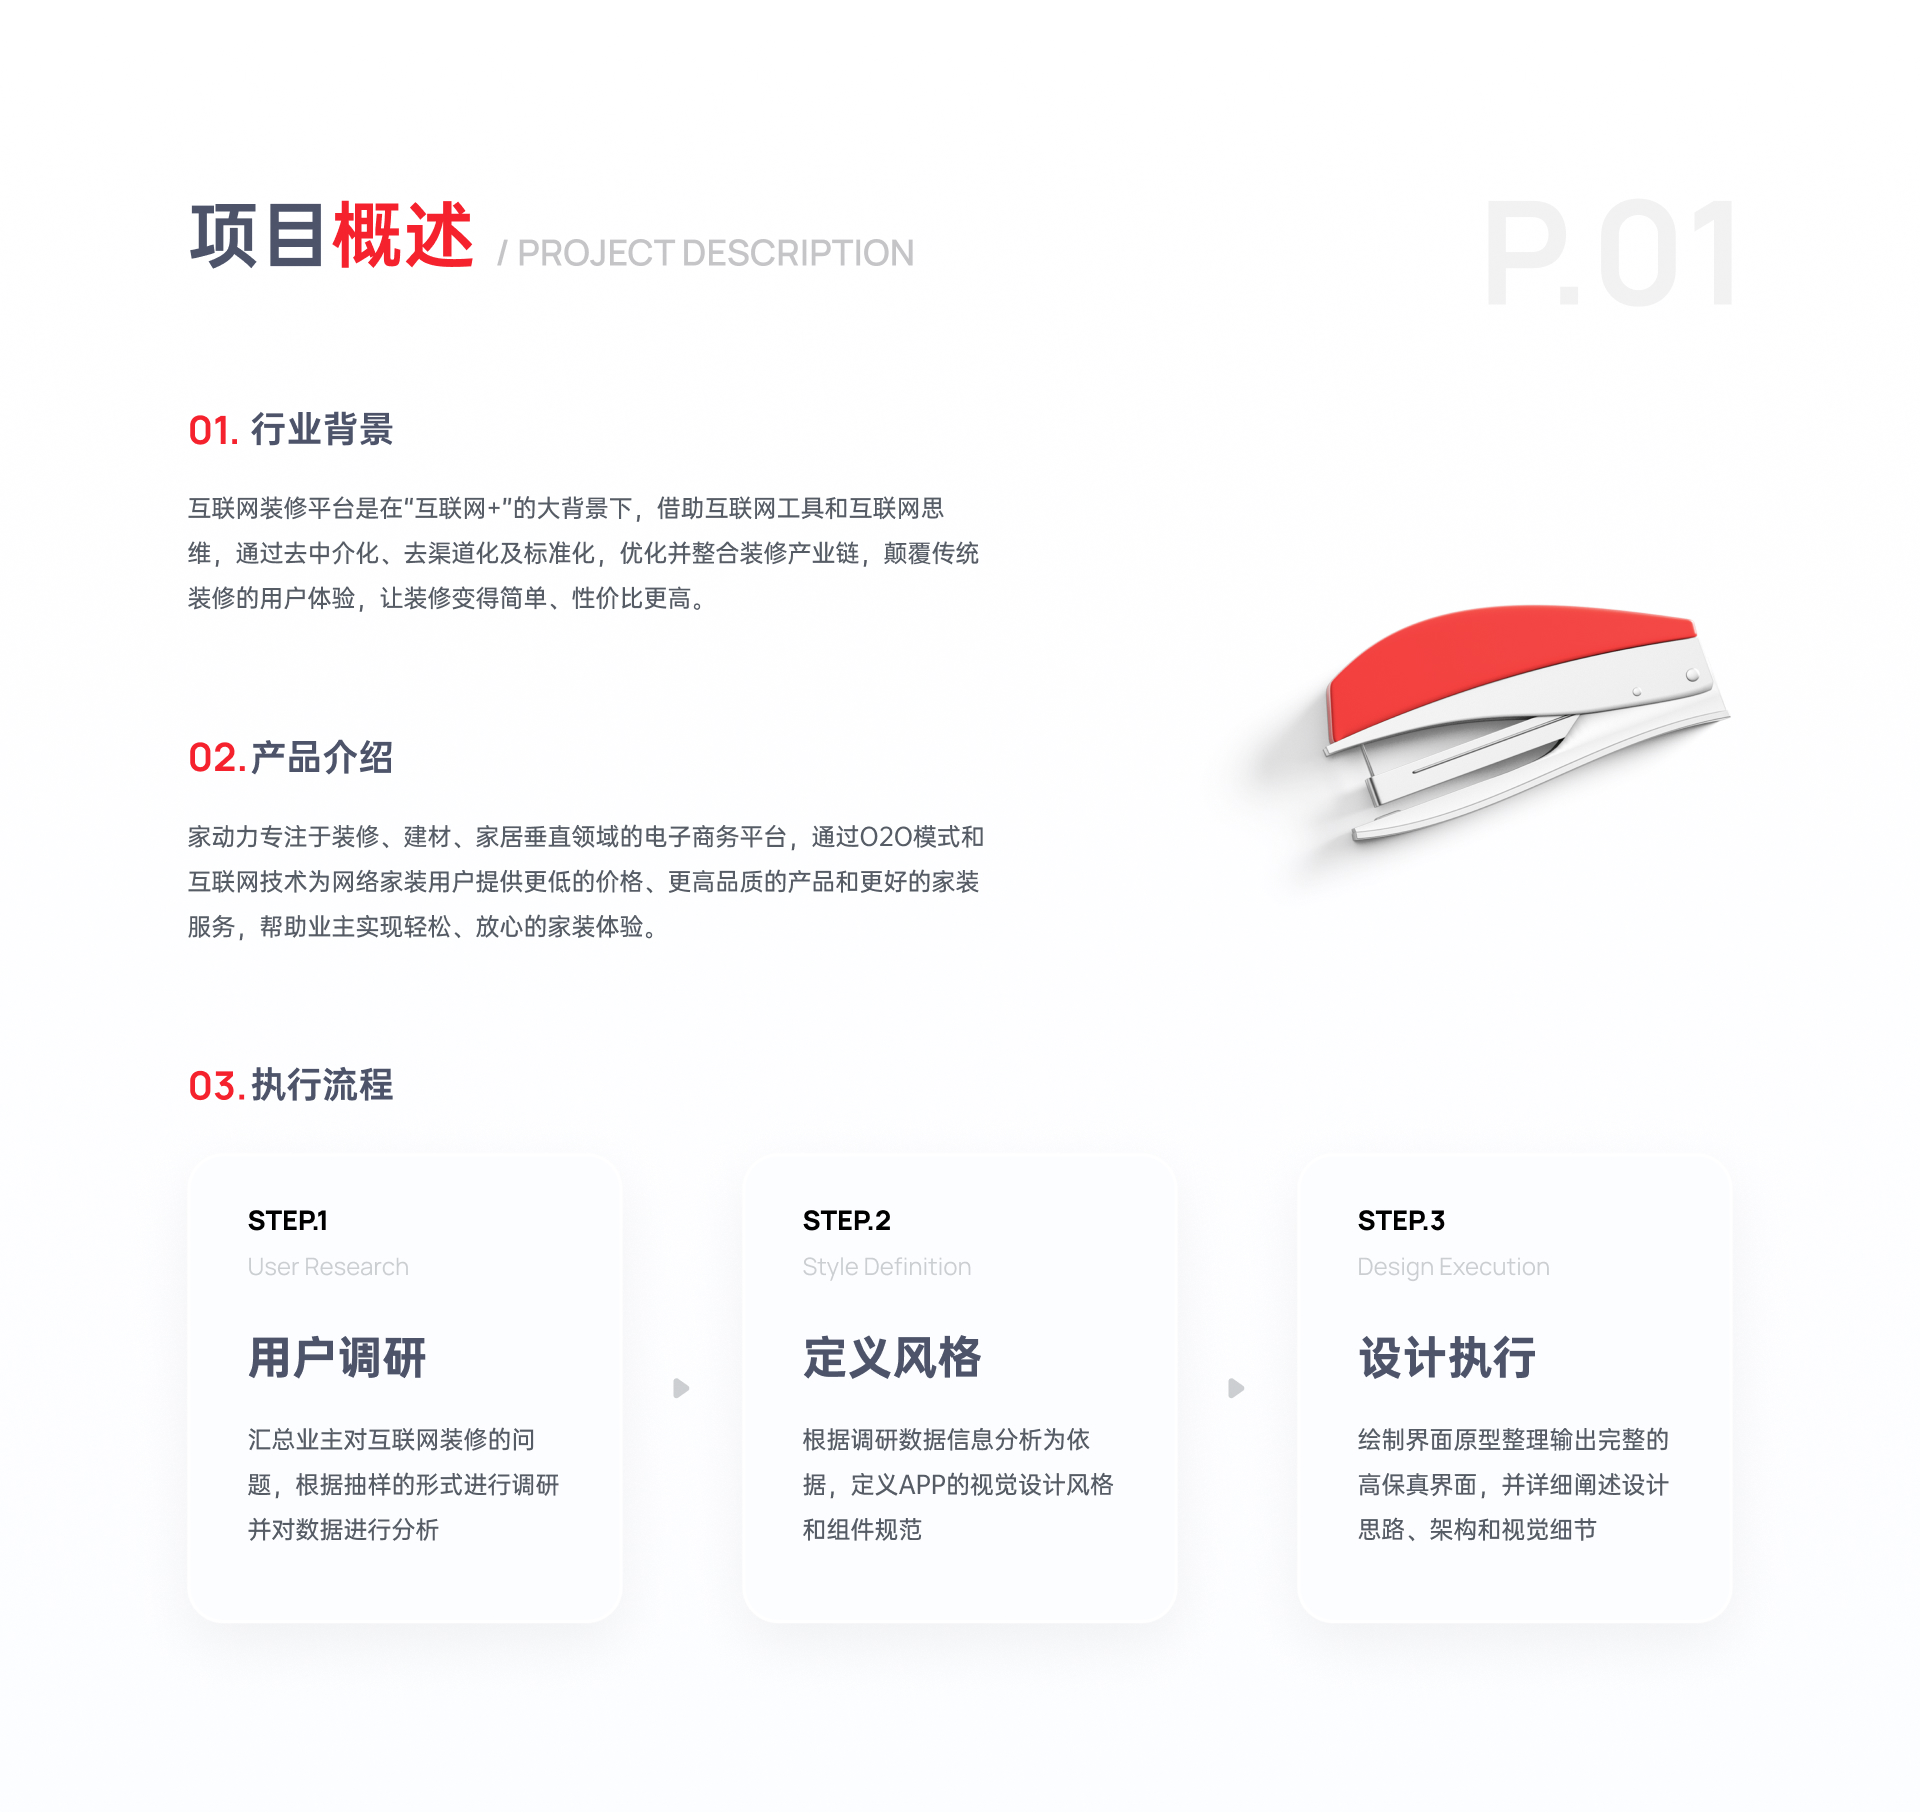 项目概述 / PROJECT DESCRIPTION
P.01
01. 行业背景
互联网装修平台是在“互联网+”的大背景下，借助互联网工具和互联网思
维，通过去中介化、去渠道化及标准化，优化并整合装修产业链，颠覆传统
装修的用户体验，让装修变得简单、性价比更高。
02. 产品介绍
家动力专注于装修、建材、家居垂直领域的电子商务平台，通过O2O模式和
互联网技术为网络家装用户提供更低的价格、更高品质的产品和更好的家装
服务，帮助业主实现轻松、放心的家装体验。
03. 执行流程
STEP.1
User Research
用户调研
汇总业主对互联网装修的问
题，根据抽样的形式进行调研
并对数据进行分析
STEP.2
Style Definition
定义风格
根据调研数据信息分析为依
据，定义APP的视觉设计风格
和组件规范
STEP.3
Design Execution
设计执行
绘制界面原型整理输出完整的
高保真界面，并详细阐述设计
思路、架构和视觉细节